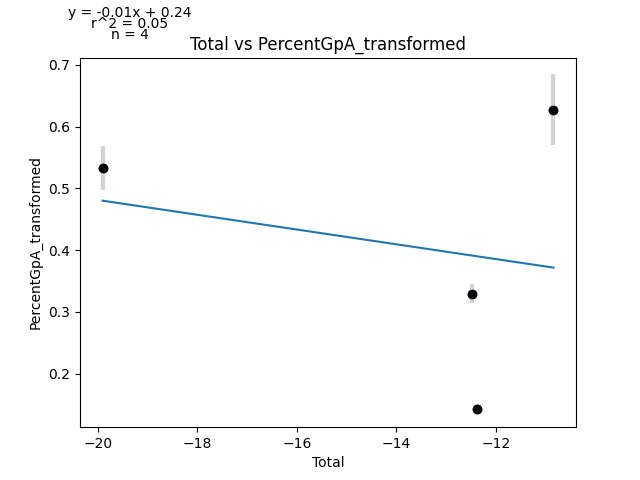 y = -0.01x + 0.24
r^2 = 0.05
n = 4
Total vs PercentGpA_transformed
0.7
0.6
0.5
0.4
0.3
0.2
PercentGpA_transformed
−20
−18
−16
−14
−12
Total